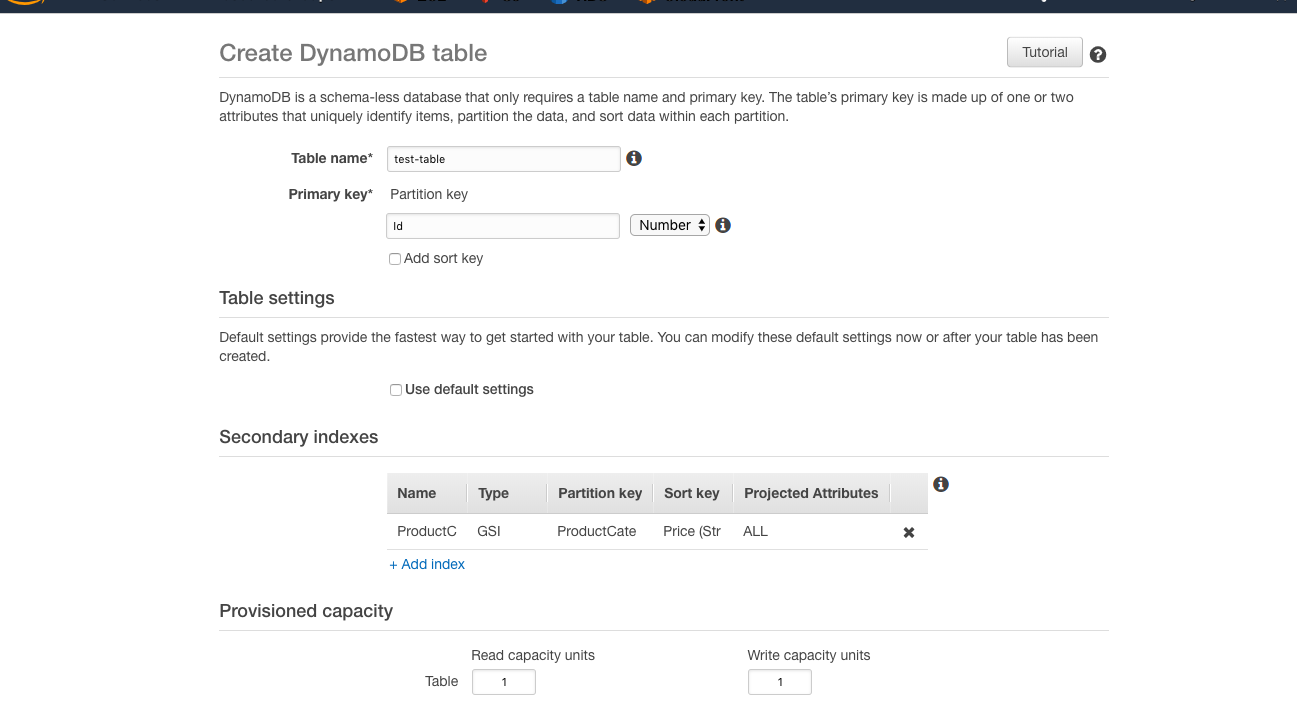 Create DynamoDB table
Tutorial
DynamoDB is a schema-less database that only requires a table name and primary key. The table’s primary key is made up of one or two
attributes that uniquely identify items, partition the data, and sort data within each partition.
Table name* test-table
Primary key* Partition key
Id Number
Add sort key
Table settings
Default settings provide the fastest way to get started with your table. You can modify these default settings now or after your table has been
created.
Use default settings
Secondary indexes
Name Type Partition key Sort key Projected Attributes
ProductC GSI ProductCate Price (Str ALL
+ Add index
Provisioned capacity
Read capacity units Write capacity units
Table 1 1